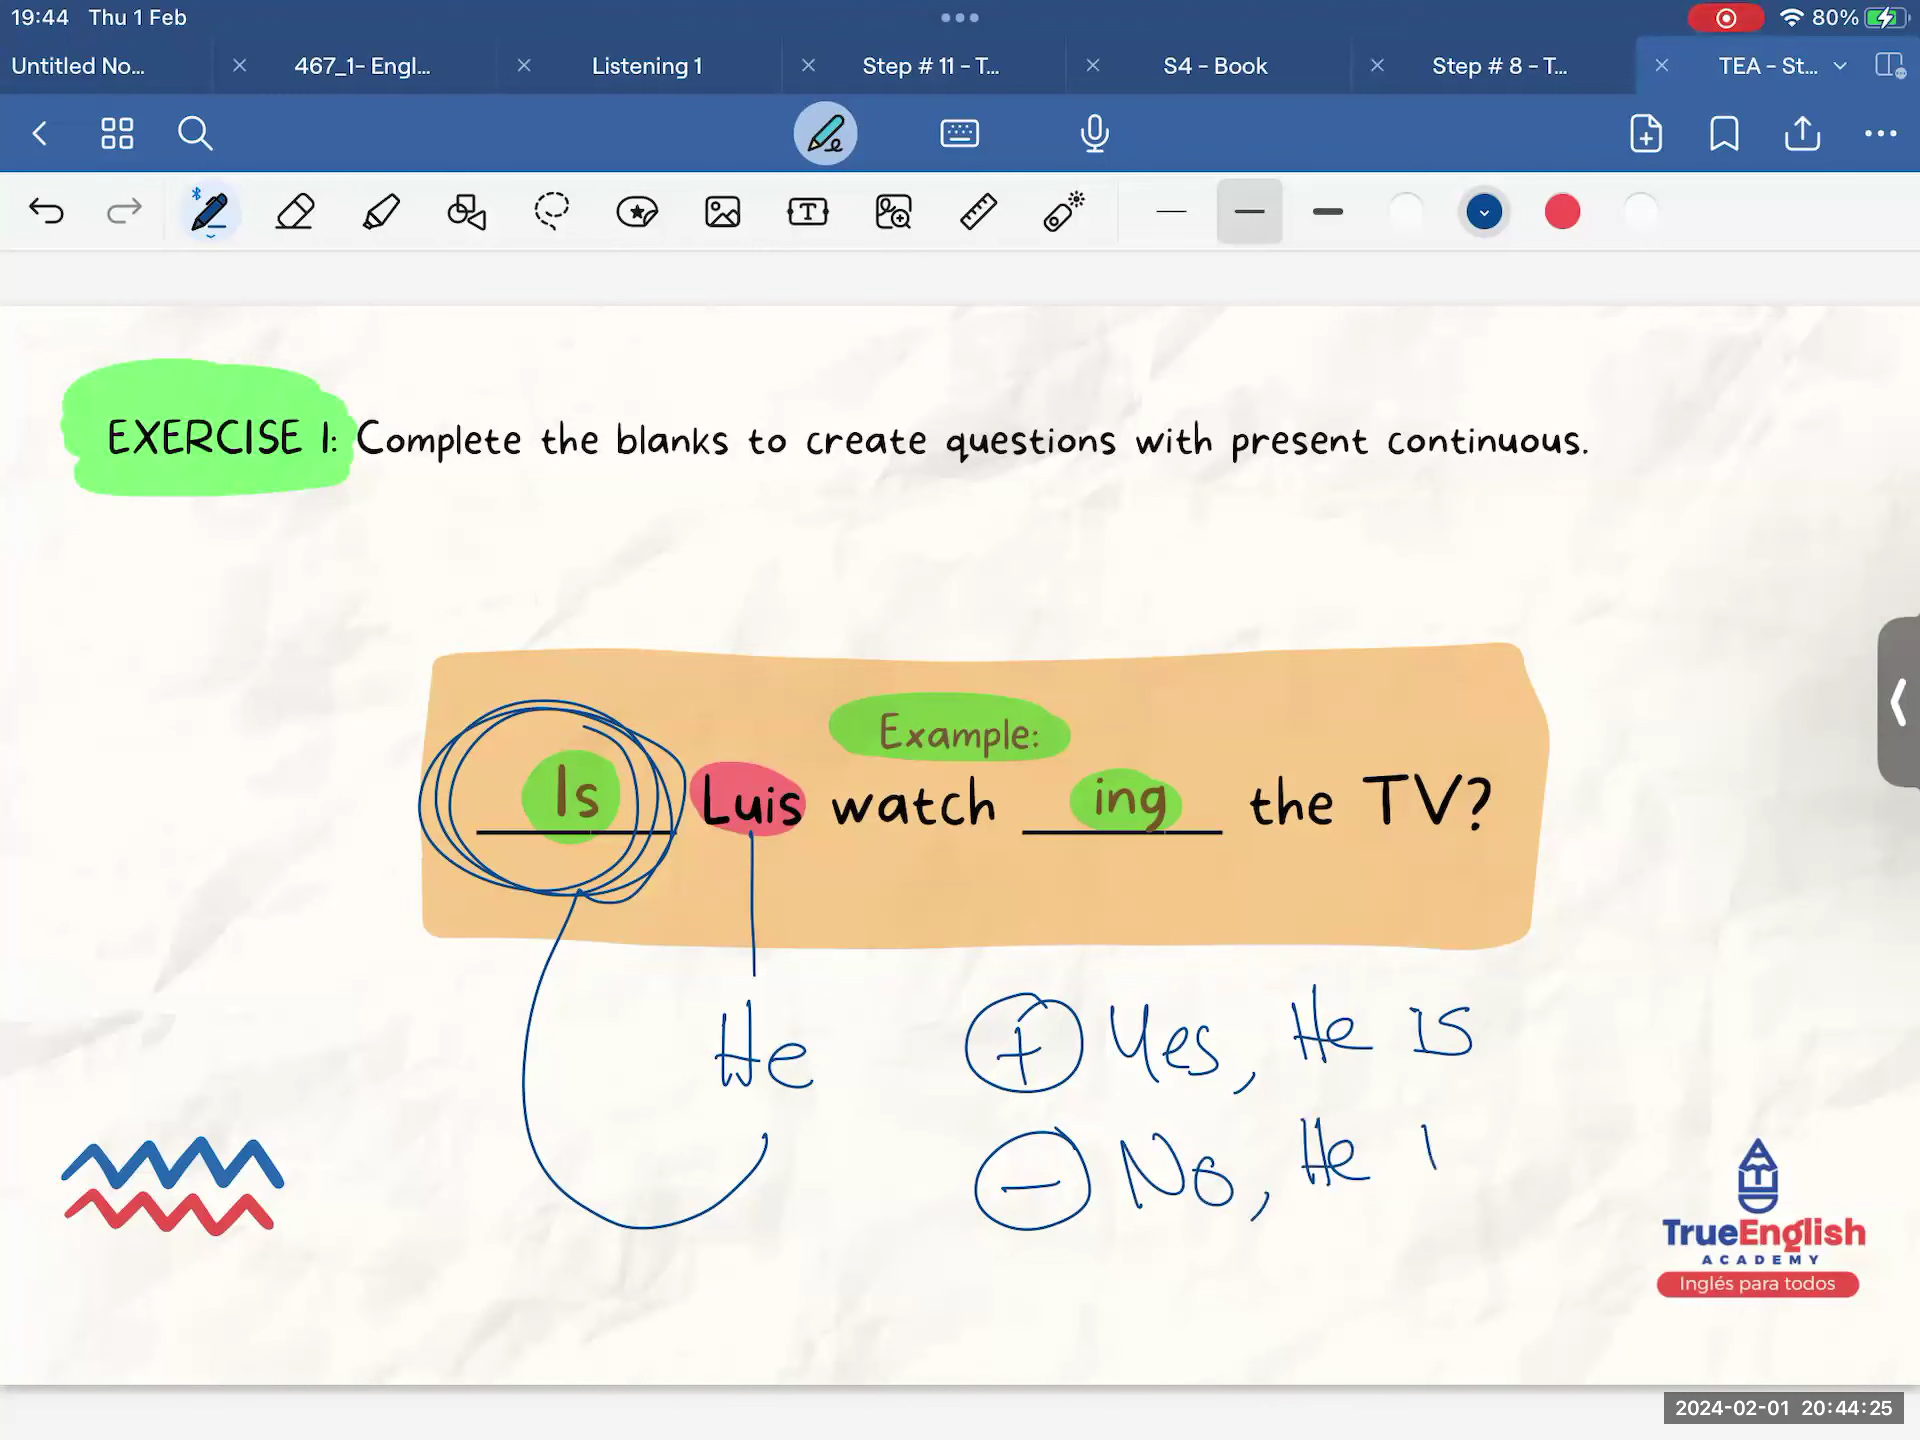 19:44 Thu 1 Feb 80%
Untitled No... 467_1- Engl... Listening 1 Step # 11 - T... S4 - Book Step # 8 - T... TEA - St...
EXERCISE 1: Complete the blanks to create questions with present continuous.
Example:
Is Luis watch ing the TV?
He
+ Yes, He is
- No, He i
TrueEnglish
ACADEMY
Inglés para todos
2024-02-01 20:44:25